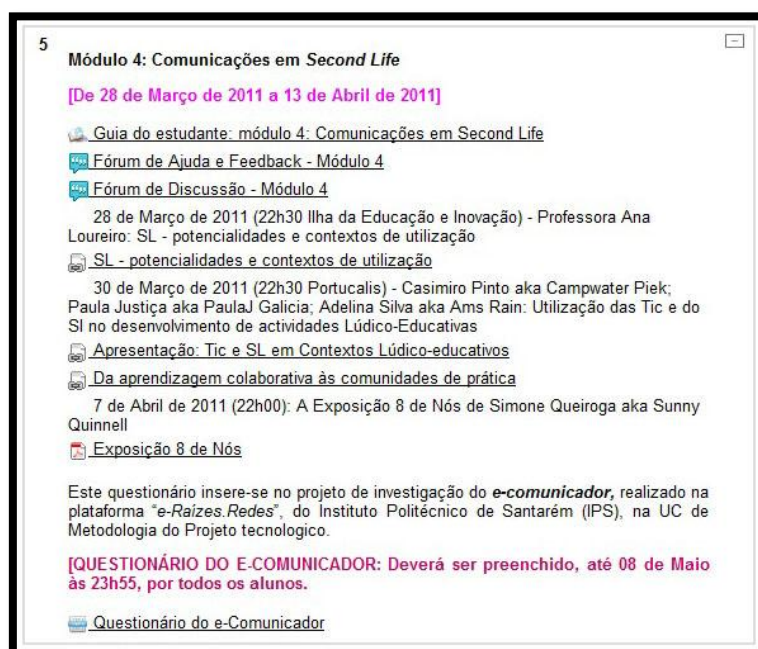 5
Módulo 4: Comunicações em Second Life
[De 28 de Março de 2011 a 13 de Abril de 2011]
Guia do estudante: módulo 4: Comunicações em Second Life
Fórum de Ajuda e Feedback - Módulo 4
Fórum de Discussão - Módulo 4
28 de Março de 2011 (22h30 Ilha da Educação e Inovação) - Professora Ana
Loureiro: SL - potencialidades e contextos de utilização
SL - potencialidades e contextos de utilização
30 de Março de 2011 (22h30 Portucalis) - Casimiro Pinto aka Campwater Piek;
Paula Justiça aka PaulaJ Galicia; Adelina Silva aka Ams Rain: Utilização das Tic e do
Sl no desenvolvimento de actividades Lúdico-Educativas
Apresentação: Tic e SL em Contextos Lúdico-educativos
Da aprendizagem colaborativa às comunidades de prática
7 de Abril de 2011 (22h00): A Exposição 8 de Nós de Simone Queiroga aka Sunny
Quinnell
Exposição 8 de Nós
Este questionário insere-se no projeto de investigação do e-comunicador, realizado na
plataforma "e-Raízes.Redes", do Instituto Politécnico de Santarém (IPS), na UC de
Metodologia do Projeto tecnologico.
[QUESTIONÁRIO DO E-COMUNICADOR: Deverá ser preenchido, até 08 de Maio
às 23h55, por todos os alunos.
Questionário do e-Comunicador